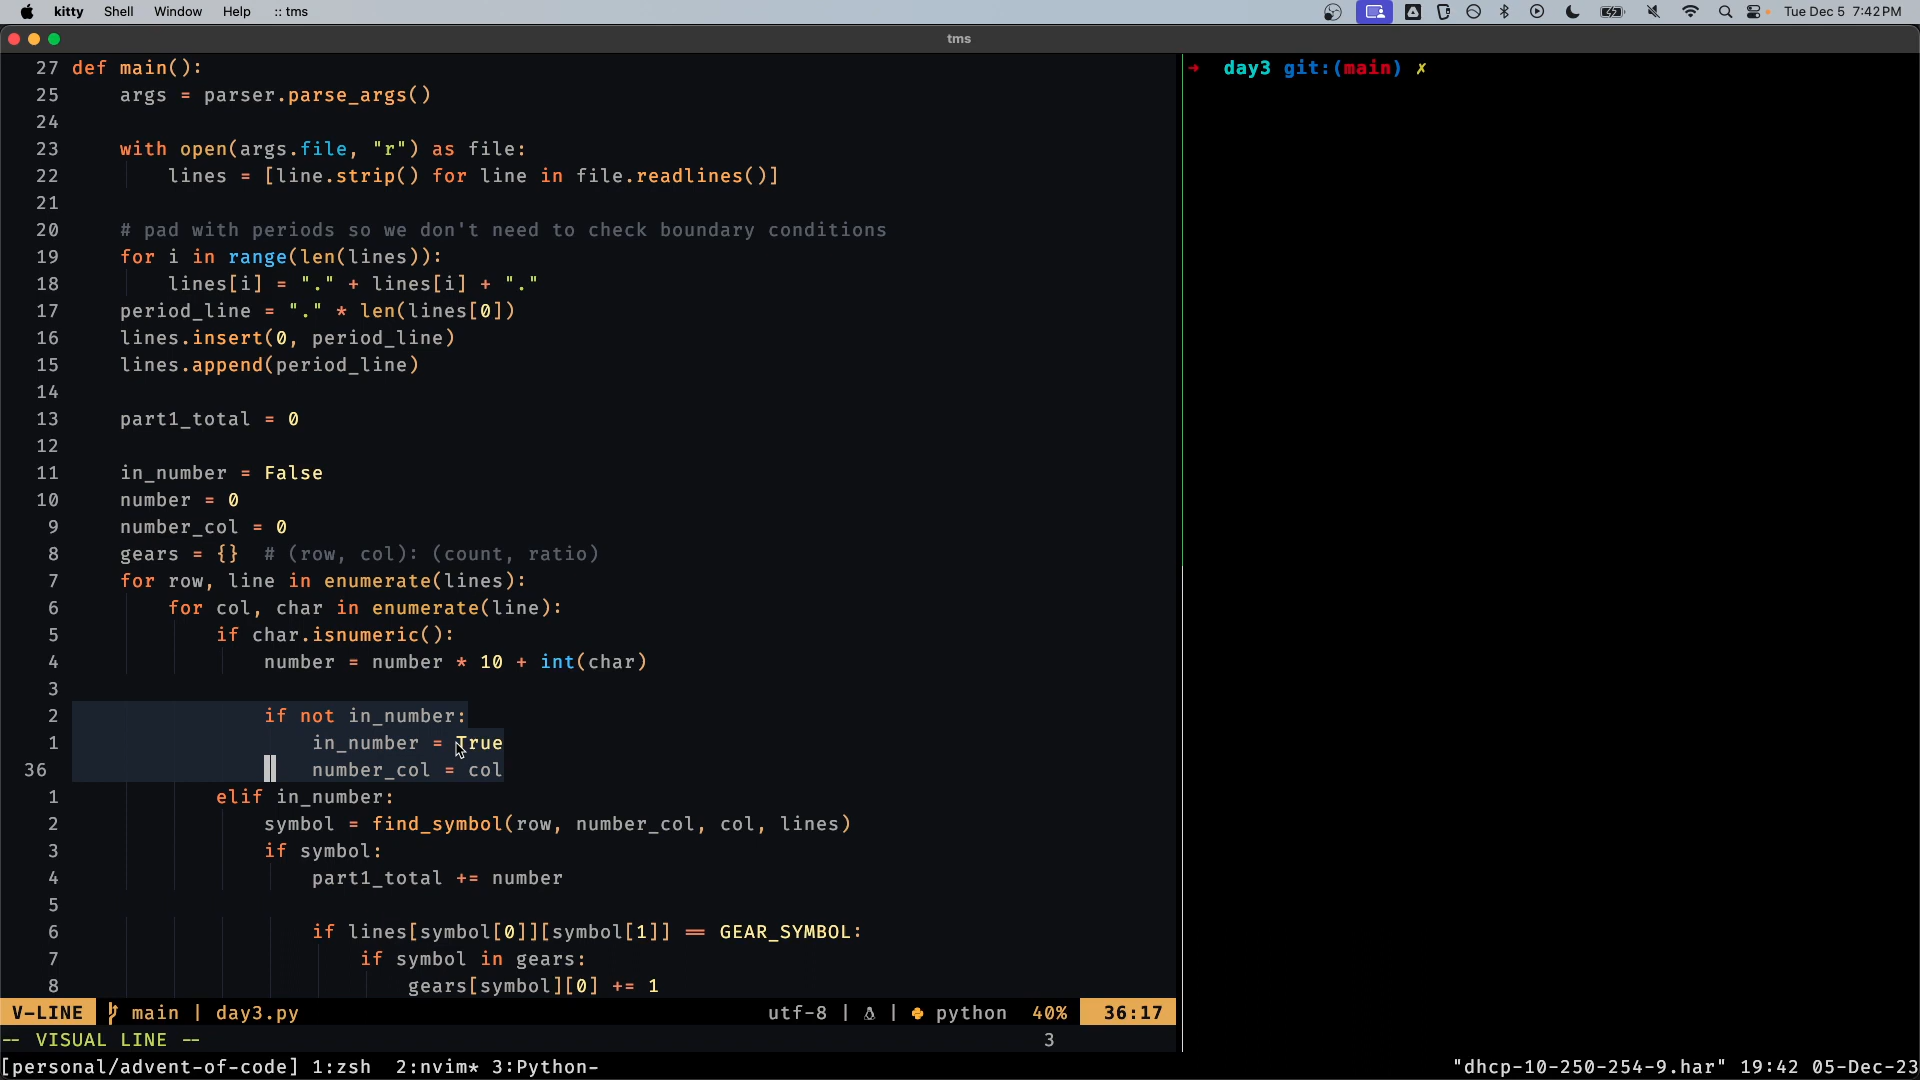 kitty Shell Window Help :: tms Tue Dec 5 7:42 PM
tms
27 def main():
25 args = parser.parse_args()
24
23 with open(args.file, "r") as file:
22 lines = [line.strip() for line in file.readlines()]
21
20 # pad with periods so we don't need to check boundary conditions
19 for i in range(len(lines)):
18 lines[i] = "." + lines[i] + "."
17 period_line = "." * len(lines[0])
16 lines.insert(0, period_line)
15 lines.append(period_line)
14
13 part1_total = 0
12
11 in_number = False
10 number = 0
9 number_col = 0
8 gears = {} # (row, col): (count, ratio)
7 for row, line in enumerate(lines):
6 for col, char in enumerate(line):
5 if char.isnumeric():
4 number = number * 10 + int(char)
3
2 if not in_number:
1 in_number = True
36 number_col = col
1 elif in_number:
2 symbol = find_symbol(row, number_col, col, lines)
3 if symbol:
4 part1_total += number
5
6 if lines[symbol[0]][symbol[1]] == GEAR_SYMBOL:
7 if symbol in gears:
8 gears[symbol][0] += 1
V-LINE main | day3.py utf-8 | | python 40% 36:17
-- VISUAL LINE -- 3
[personal/advent-of-code] 1:zsh 2:nvim* 3:Python- "dhcp-10-250-254-9.har" 19:42 05-Dec-23
➜ day3 git:(main) ✗